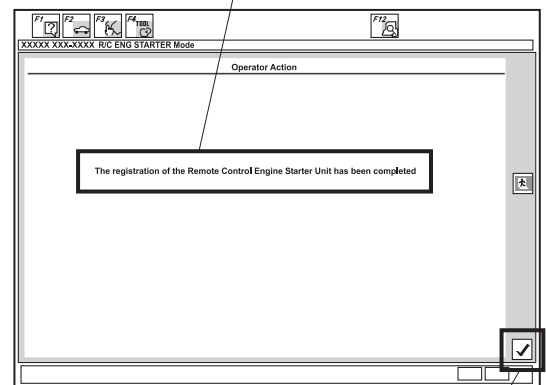 F1 F2 F3 F4 TOOL F12
XXXXX XXX-XXXX R/C ENG STARTER Mode
Operator Action
The registration of the Remote Control Engine Starter Unit has been completed